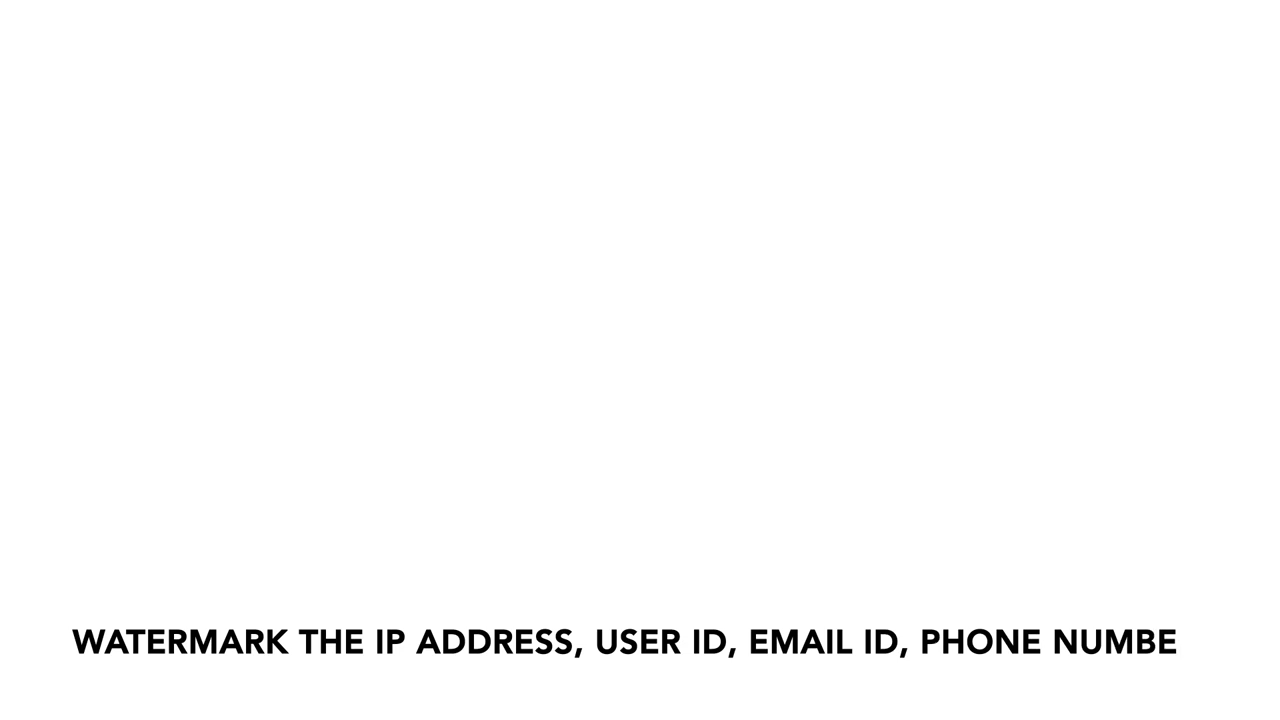 WATERMARK THE IP ADDRESS, USER ID, EMAIL ID, PHONE NUMBE